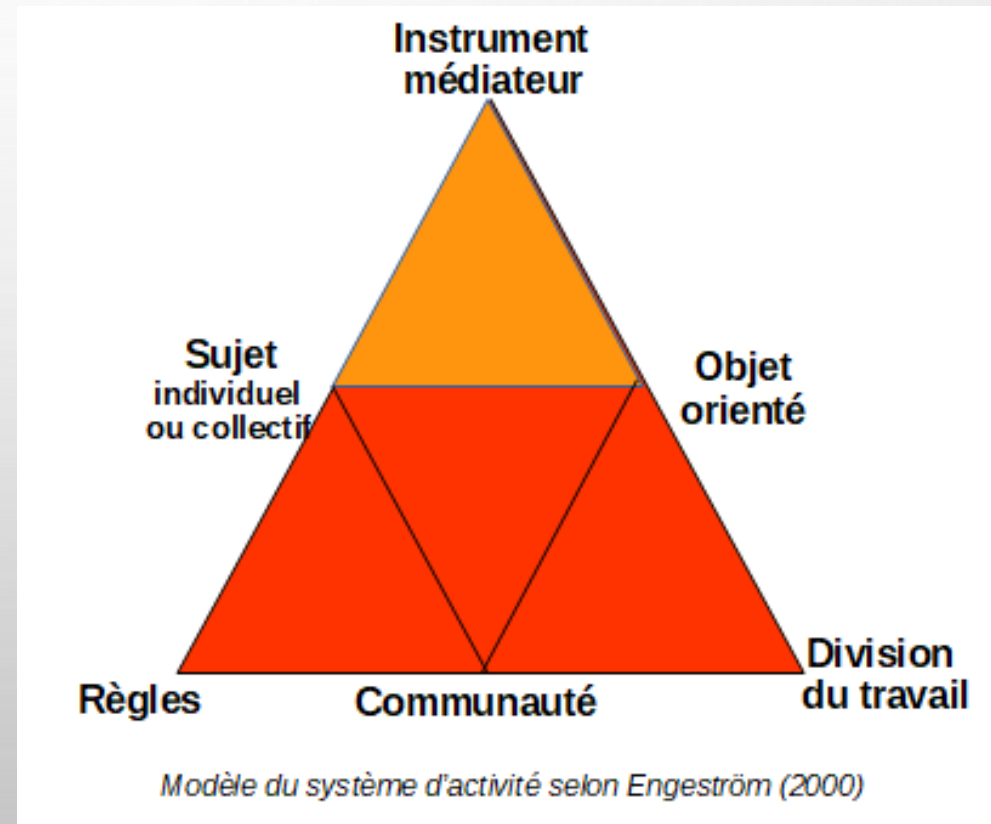 Instrument
médiateur
Sujet
individuel
ou collectif
Objet
orienté
Règles
Communauté
Division
du travail
Modèle du système d'activité selon Engeström (2000)